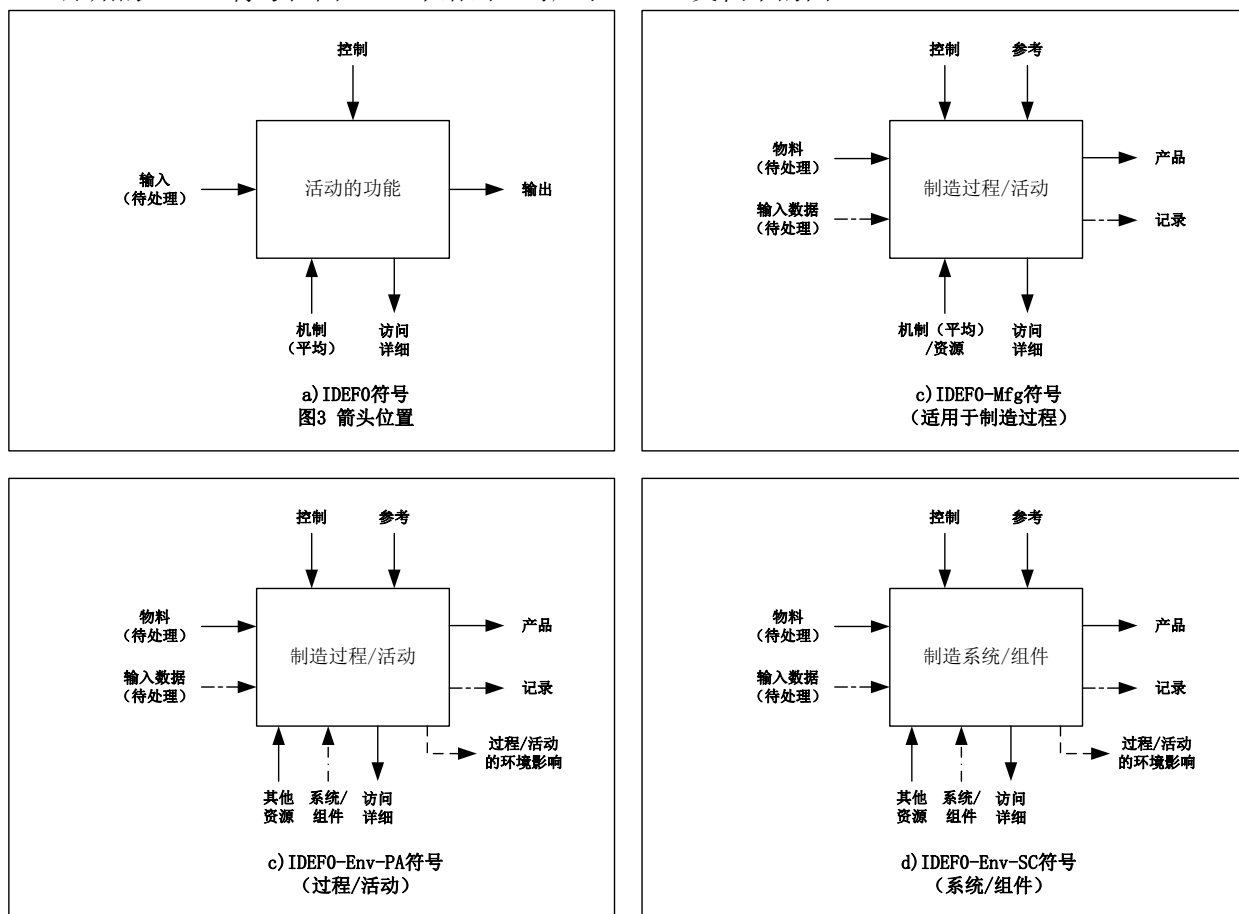 控制
输入
（待处理）
活动的功能
输出
机制
（平均）
访问
详细
a)IDEF0符号
图3 箭头位置
控制
参考
物料
（待处理）
输入数据
（待处理）
制造过程/活动
产品
记录
机制（平均）
/资源
访问
详细
c)IDEF0-Mfg符号
（适用于制造过程）
控制
参考
物料
（待处理）
输入数据
（待处理）
制造过程/活动
产品
记录
过程/活动
的环境影响
其他
资源
系统/
组件
访问
详细
c)IDEF0-Env-PA符号
（过程/活动）
控制
参考
物料
（待处理）
输入数据
（待处理）
制造系统/组件
产品
记录
过程/活动
的环境影响
其他
资源
系统/
组件
访问
详细
d)IDEF0-Env-SC符号
（系统/组件）